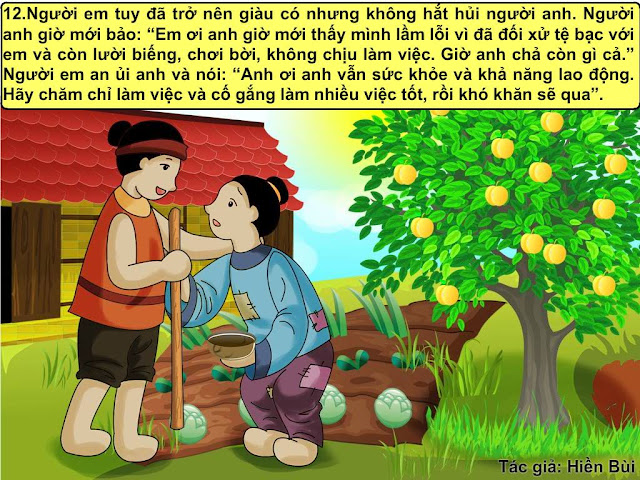 12.Người em tuy đã trở nên giàu có nhưng không hắt hủi người anh. Người
anh giờ mới bảo: “Em ơi anh giờ mới thấy mình lầm lỗi vì đã đối xử tệ bạc với
em và còn lười biếng, chơi bời, không chịu làm việc. Giờ anh chả còn gì cả.”
Người em an ủi anh và nói: “Anh ơi anh vẫn sức khỏe và khả năng lao động.
Hãy chăm chỉ làm việc và cố gắng làm nhiều việc tốt, rồi khó khăn sẽ qua”.
Tác giả: Hiền Bùi